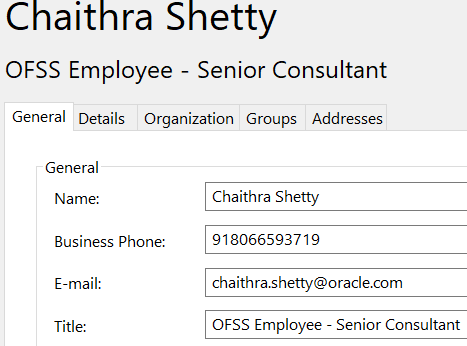 Chaithra Shetty
OFSS Employee - Senior Consultant
General Details Organization Groups Addresses
General
Name: Chaithra Shetty
Business Phone: 918066593719
E-mail: chaithra.shetty@oracle.com
Title: OFSS Employee - Senior Consultant